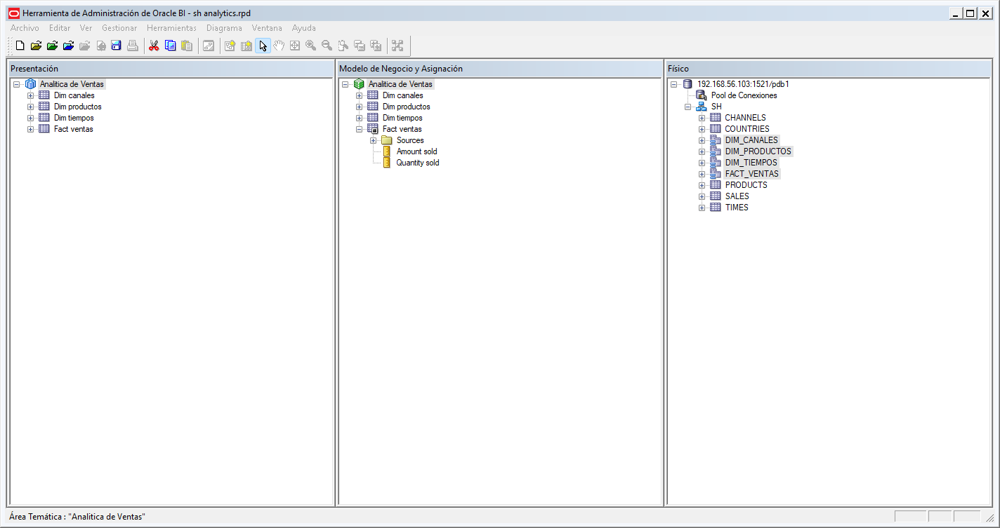 Herramienta de Administración de Oracle BI - sh analytics.rpd
Archivo Editar Ver Gestionar Herramientas Diagrama Ventana Ayuda
Presentación
Analitica de Ventas
Dim canales
Dim productos
Dim tiempos
Fact ventas
Modelo de Negocio y Asignación
Analitica de Ventas
Dim canales
Dim productos
Dim tiempos
Fact ventas
Sources
Amount sold
Quantity sold
Físico
192.168.56.103:1521/pdb1
Pool de Conexiones
SH
CHANNELS
COUNTRIES
DIM_CANALES
DIM_PRODUCTOS
DIM_TIEMPOS
FACT_VENTAS
PRODUCTS
SALES
TIMES
Área Temática : "Analitica de Ventas"